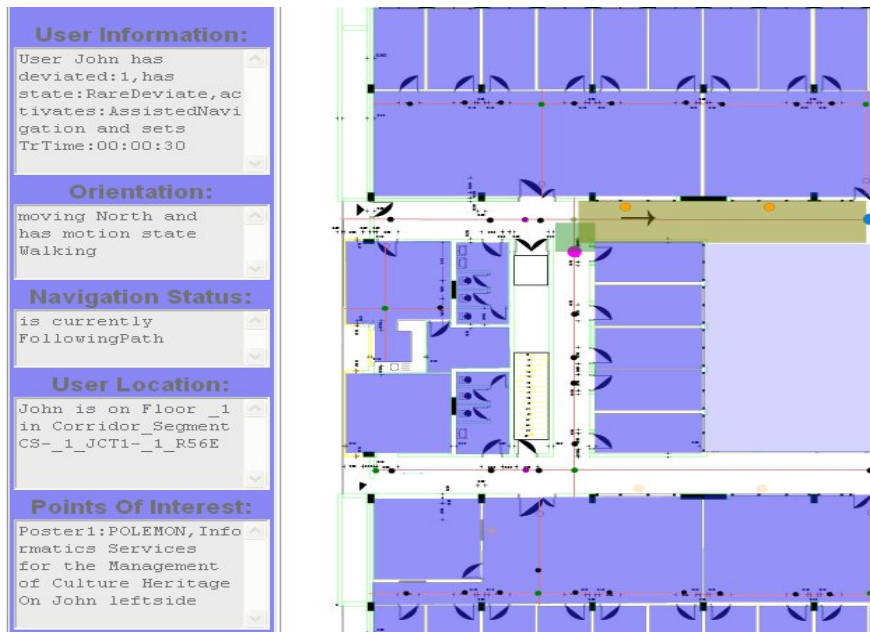 User Information:
User John has
deviated:1,has
state:RareDeviate,ac
tivates:AssistedNavi
gation and sets
TrTime:00:00:30
Orientation:
moving North and
has motion state
Walking
Navigation Status:
is currently
FollowingPath
User Location:
John is on Floor _1
in Corridor_Segment
CS-_1_JCT1-_1_R56E
Points Of Interest:
Poster1:POLEMON,Info
rmatics Services
for the Management
of Culture Heritage
On John leftside